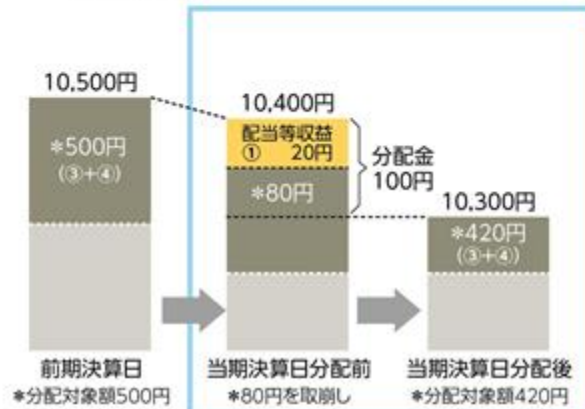 10,500円
*500円
(③+④)
前期決算日
*分配対象額500円
10,400円
配当等収益
① 20円
*80円
分配金
100円
当期決算日分配前
*80円を取崩し
10,300円
*420円
(③+④)
当期決算日分配後
*分配対象額420円